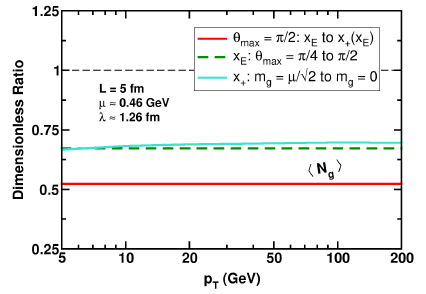 θmax = π/2: xE to x+(xE)
xE: θmax = π/4 to π/2
x+: mg = μ/√2 to mg = 0
L = 5 fm
μ ≈ 0.46 GeV
λ ≈ 1.26 fm
⟨ Ng ⟩
Dimensionless Ratio
1.25
1
0.75
0.5
0.25
5
10
20
100
200
pT (GeV)